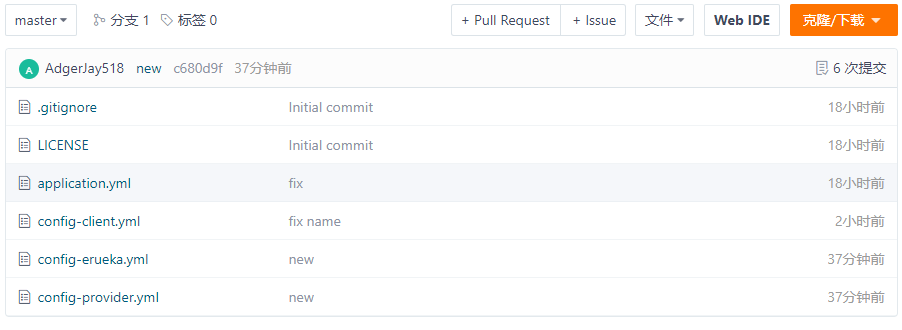 master 分支 1 标签 0 + Pull Request + Issue 文件 Web IDE 克隆/下载
A AdgerJay518 new c680d9f 37分钟前 6 次提交
.gitignore Initial commit 18小时前
LICENSE Initial commit 18小时前
application.yml fix 18小时前
config-client.yml fix name 2小时前
config-erueka.yml new 37分钟前
config-provider.yml new 37分钟前